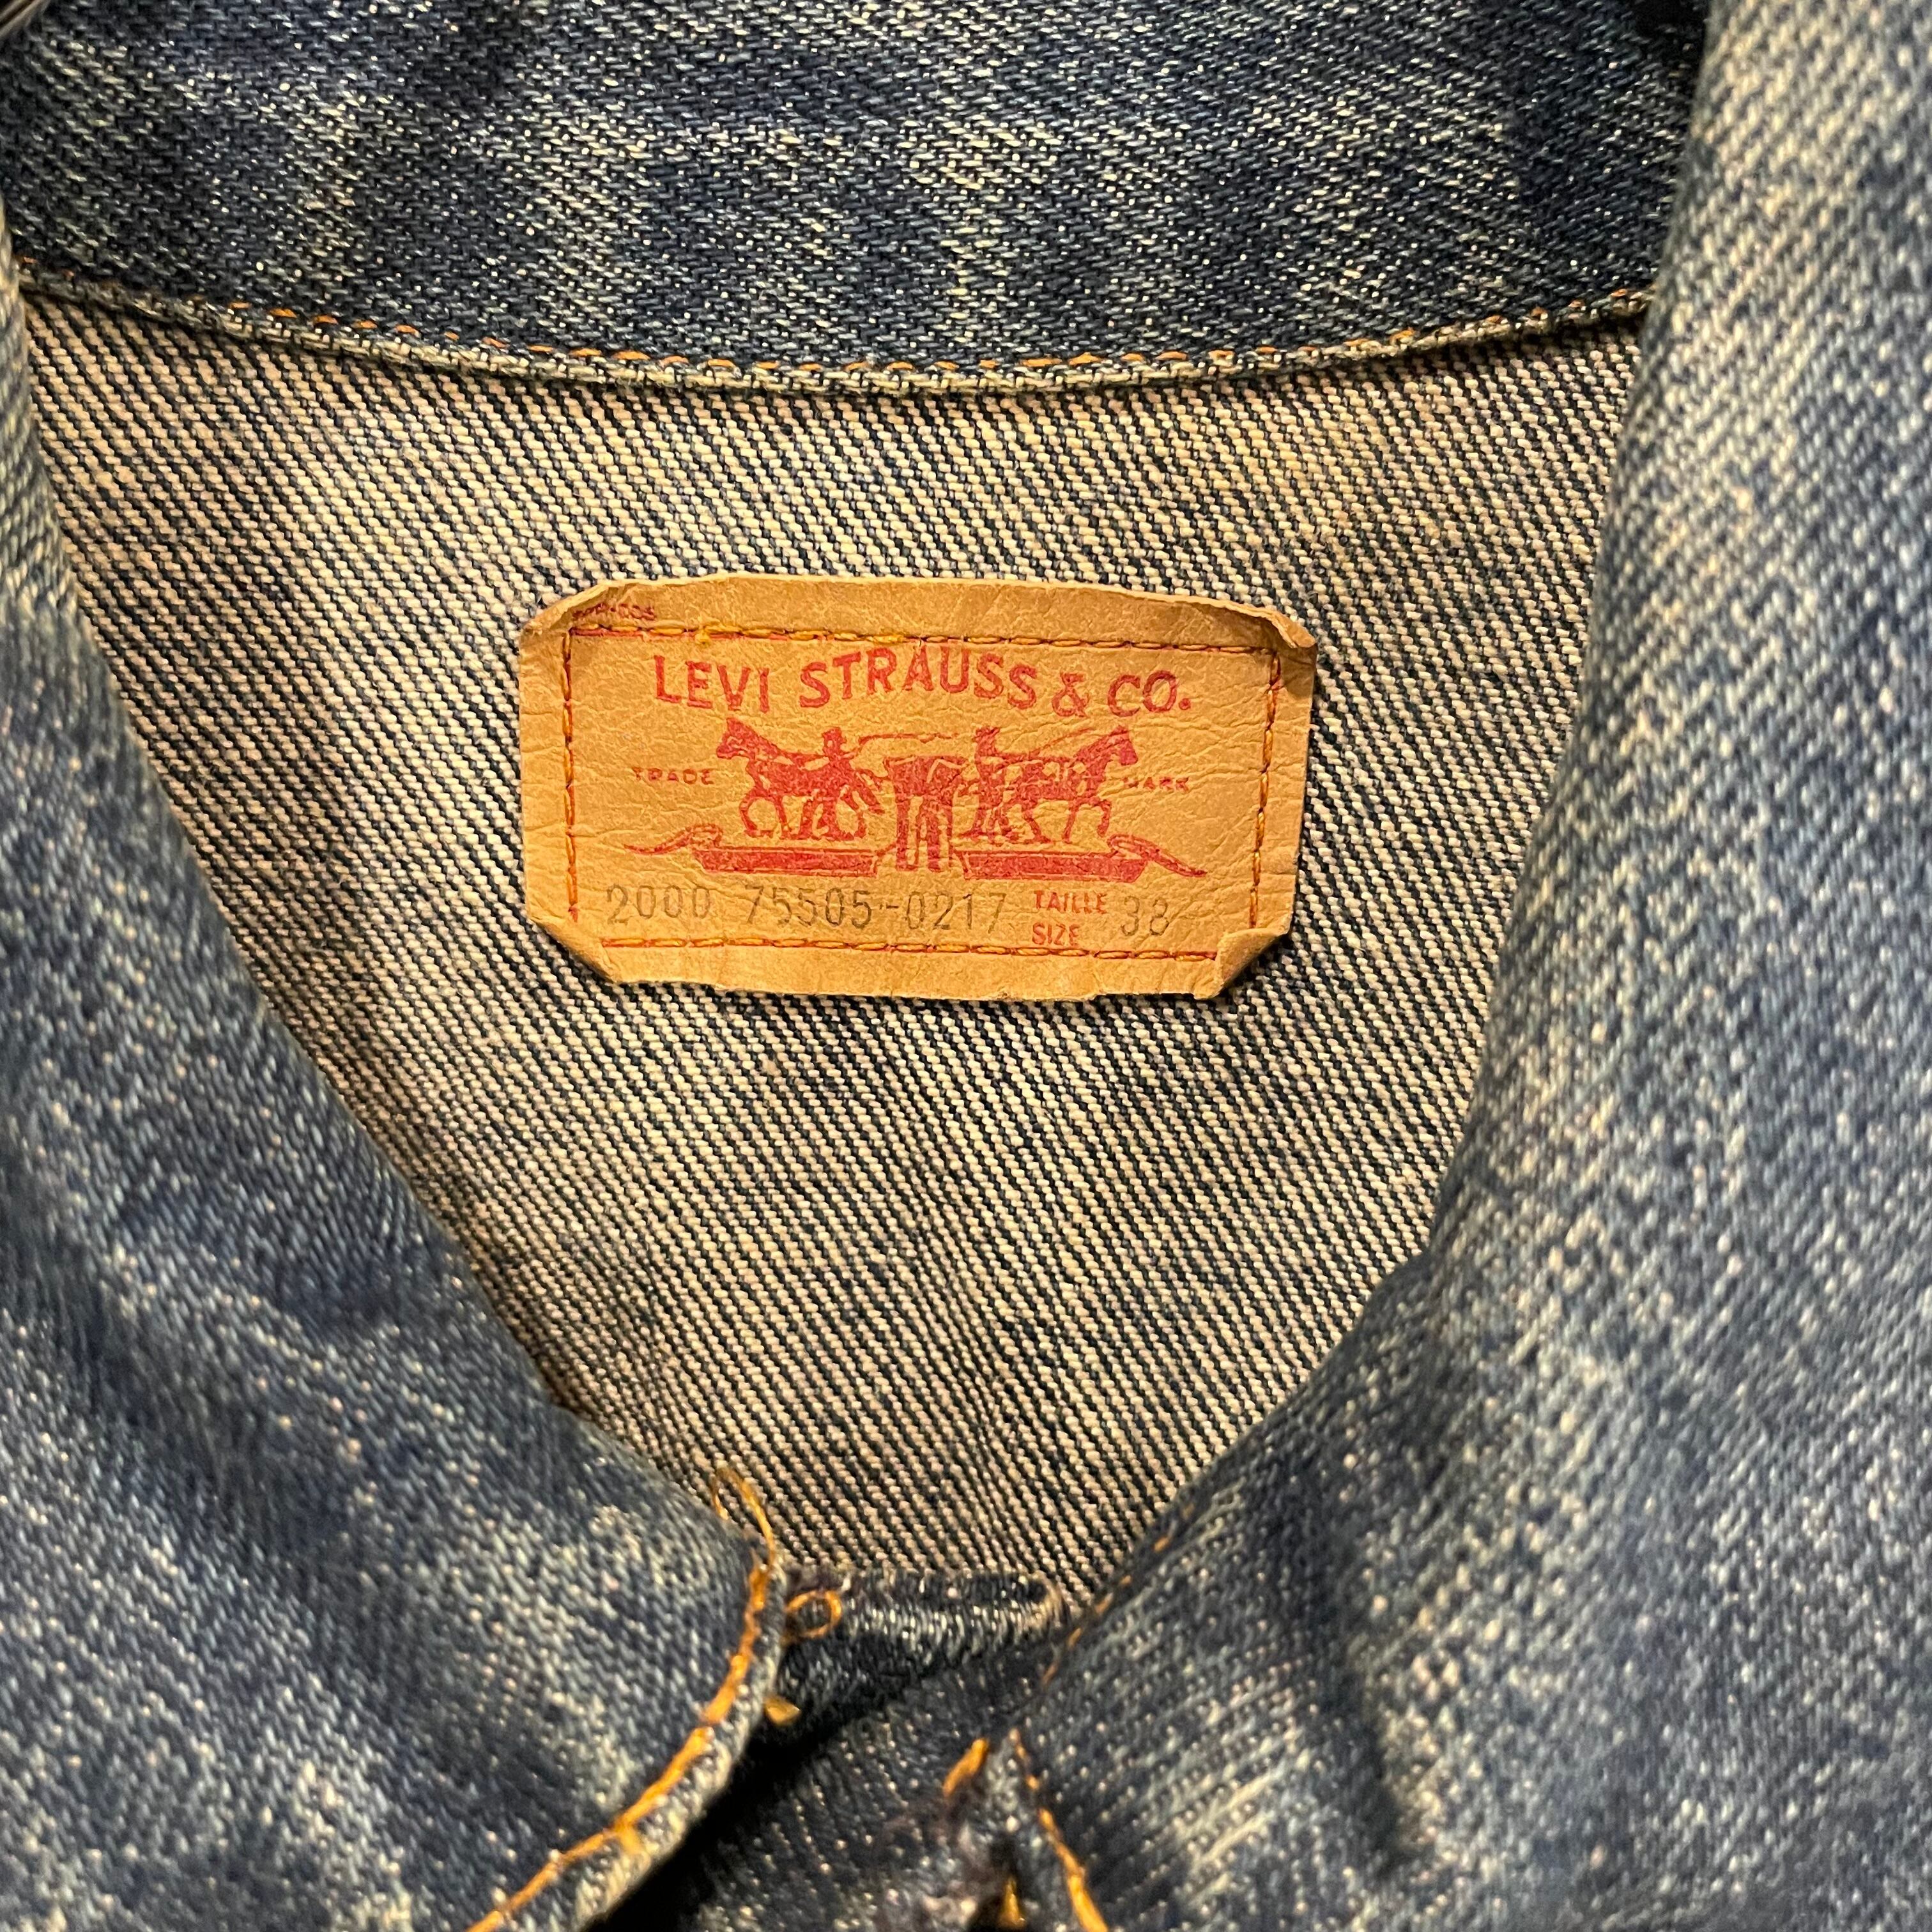 LEVI STRAUSS & CO.
TRADE MARK
2000 75505-0217 TAILLE SIZE 38